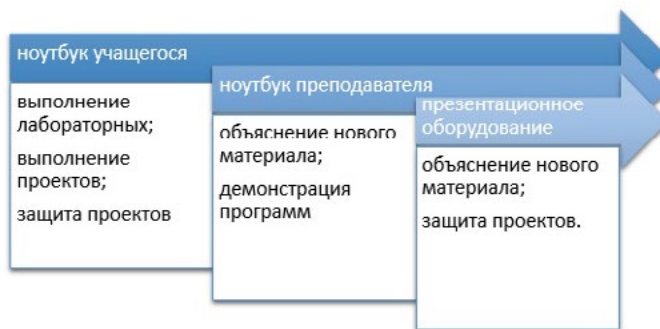 ноутбук учащегося
выполнение
лабораторных;
выполнение
проектов;
защита проектов
ноутбук преподавателя
объяснение нового
материала;
демонстрация
программ
презентационное
оборудование
объяснение нового
материала;
защита проектов.